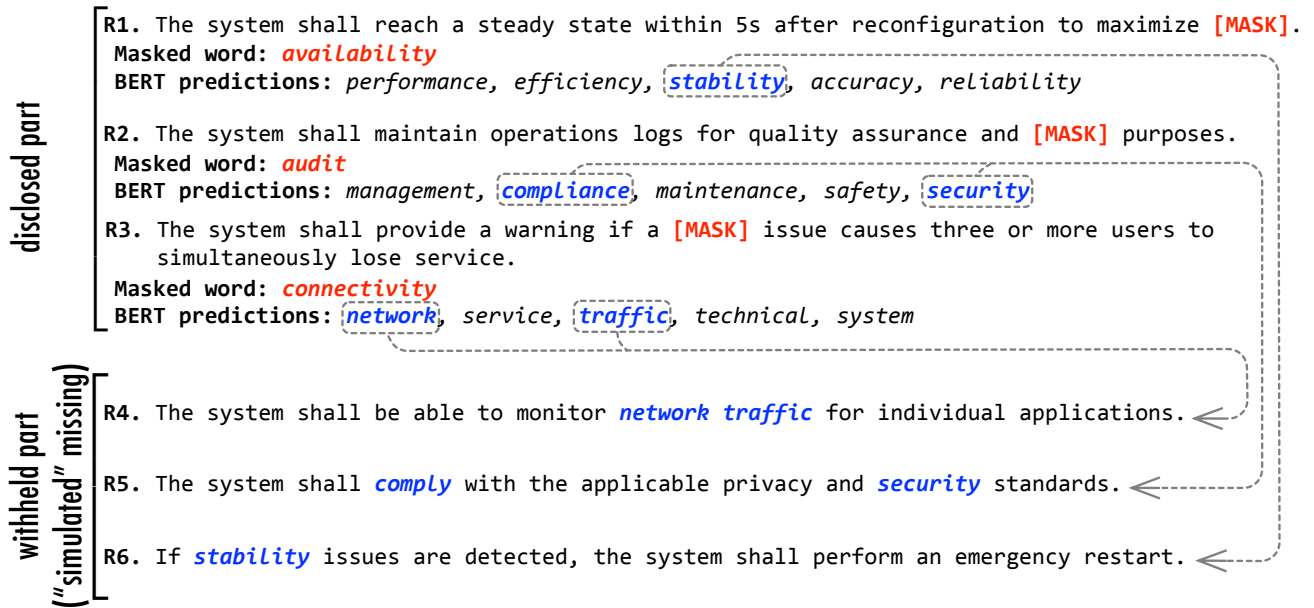 disclosed part
R1. The system shall reach a steady state within 5s after reconfiguration to maximize [MASK].
Masked word: availability
BERT predictions: performance, efficiency, stability, accuracy, reliability
R2. The system shall maintain operations logs for quality assurance and [MASK] purposes.
Masked word: audit
BERT predictions: management, compliance, maintenance, safety, security
R3. The system shall provide a warning if a [MASK] issue causes three or more users to
simultaneously lose service.
Masked word: connectivity
BERT predictions: network, service, traffic, technical, system
withheld part
("simulated" missing)
R4. The system shall be able to monitor network traffic for individual applications.
R5. The system shall comply with the applicable privacy and security standards.
R6. If stability issues are detected, the system shall perform an emergency restart.